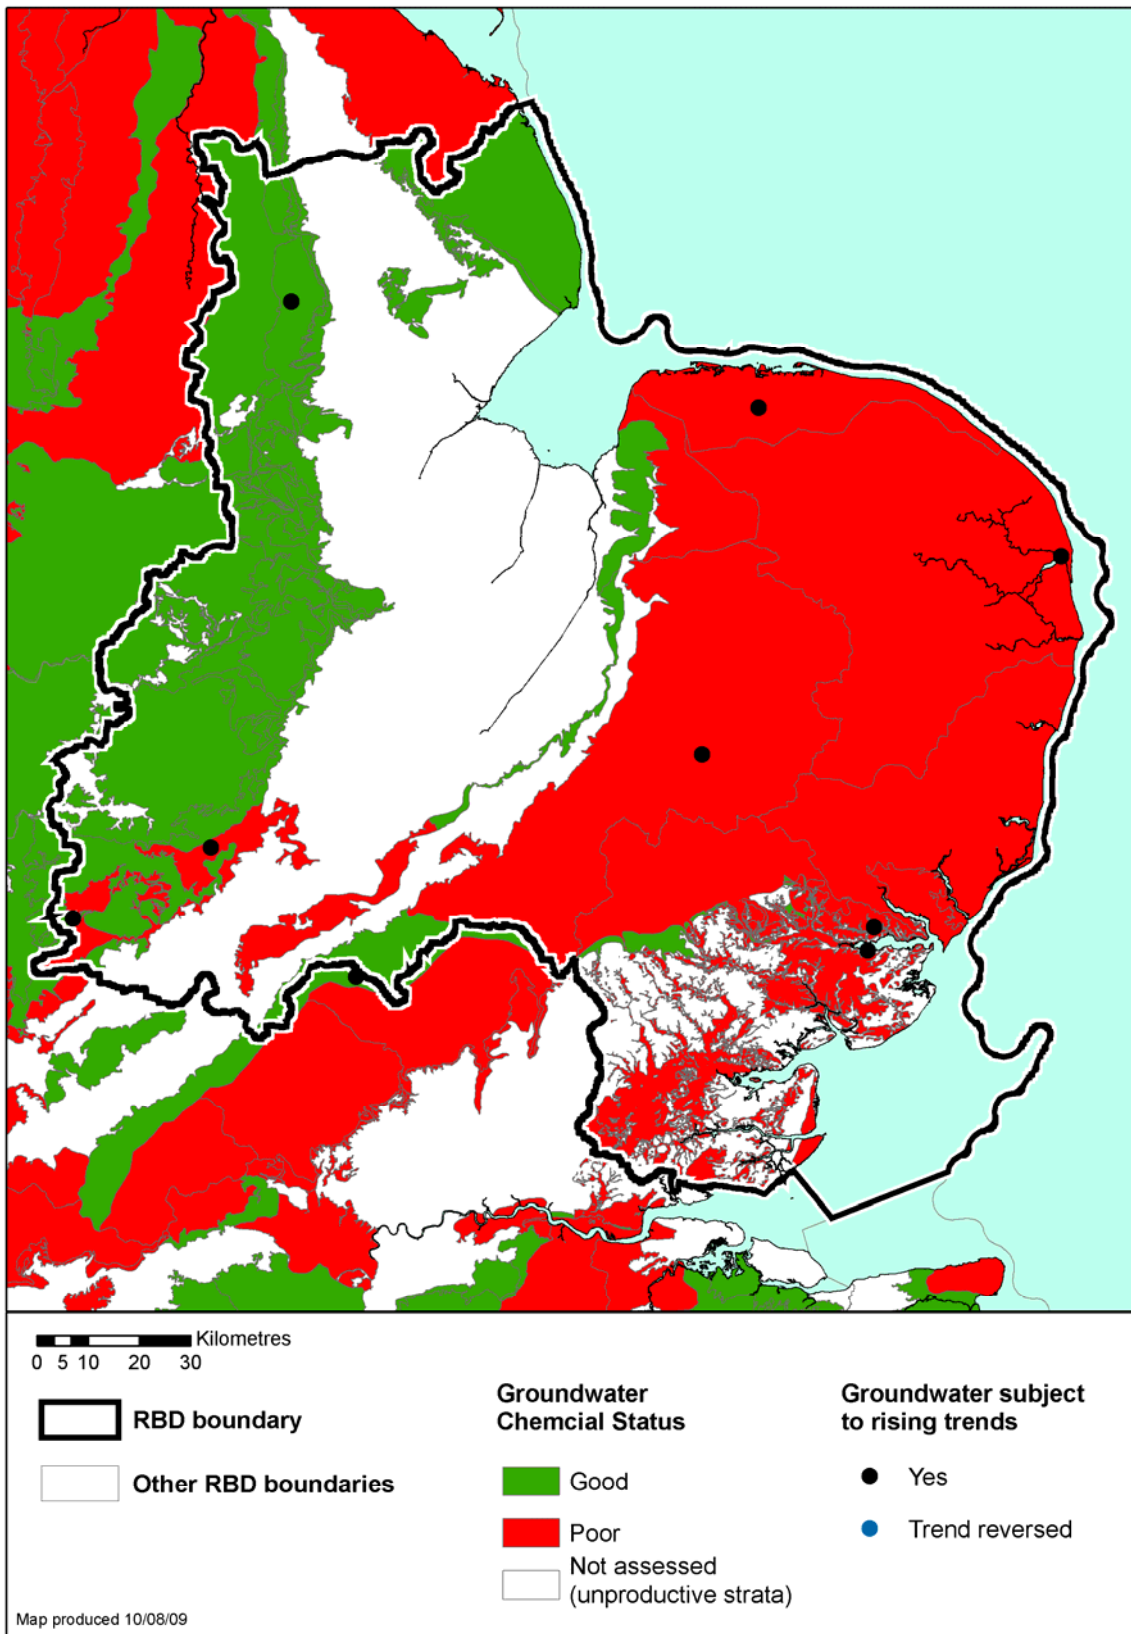 Kilometres
0 5 10 20 30
RBD boundary
Other RBD boundaries
Groundwater
Chemcial Status
Good
Poor
Not assessed
(unproductive strata)
Groundwater subject
to rising trends
Yes
Trend reversed
Map produced 10/08/09